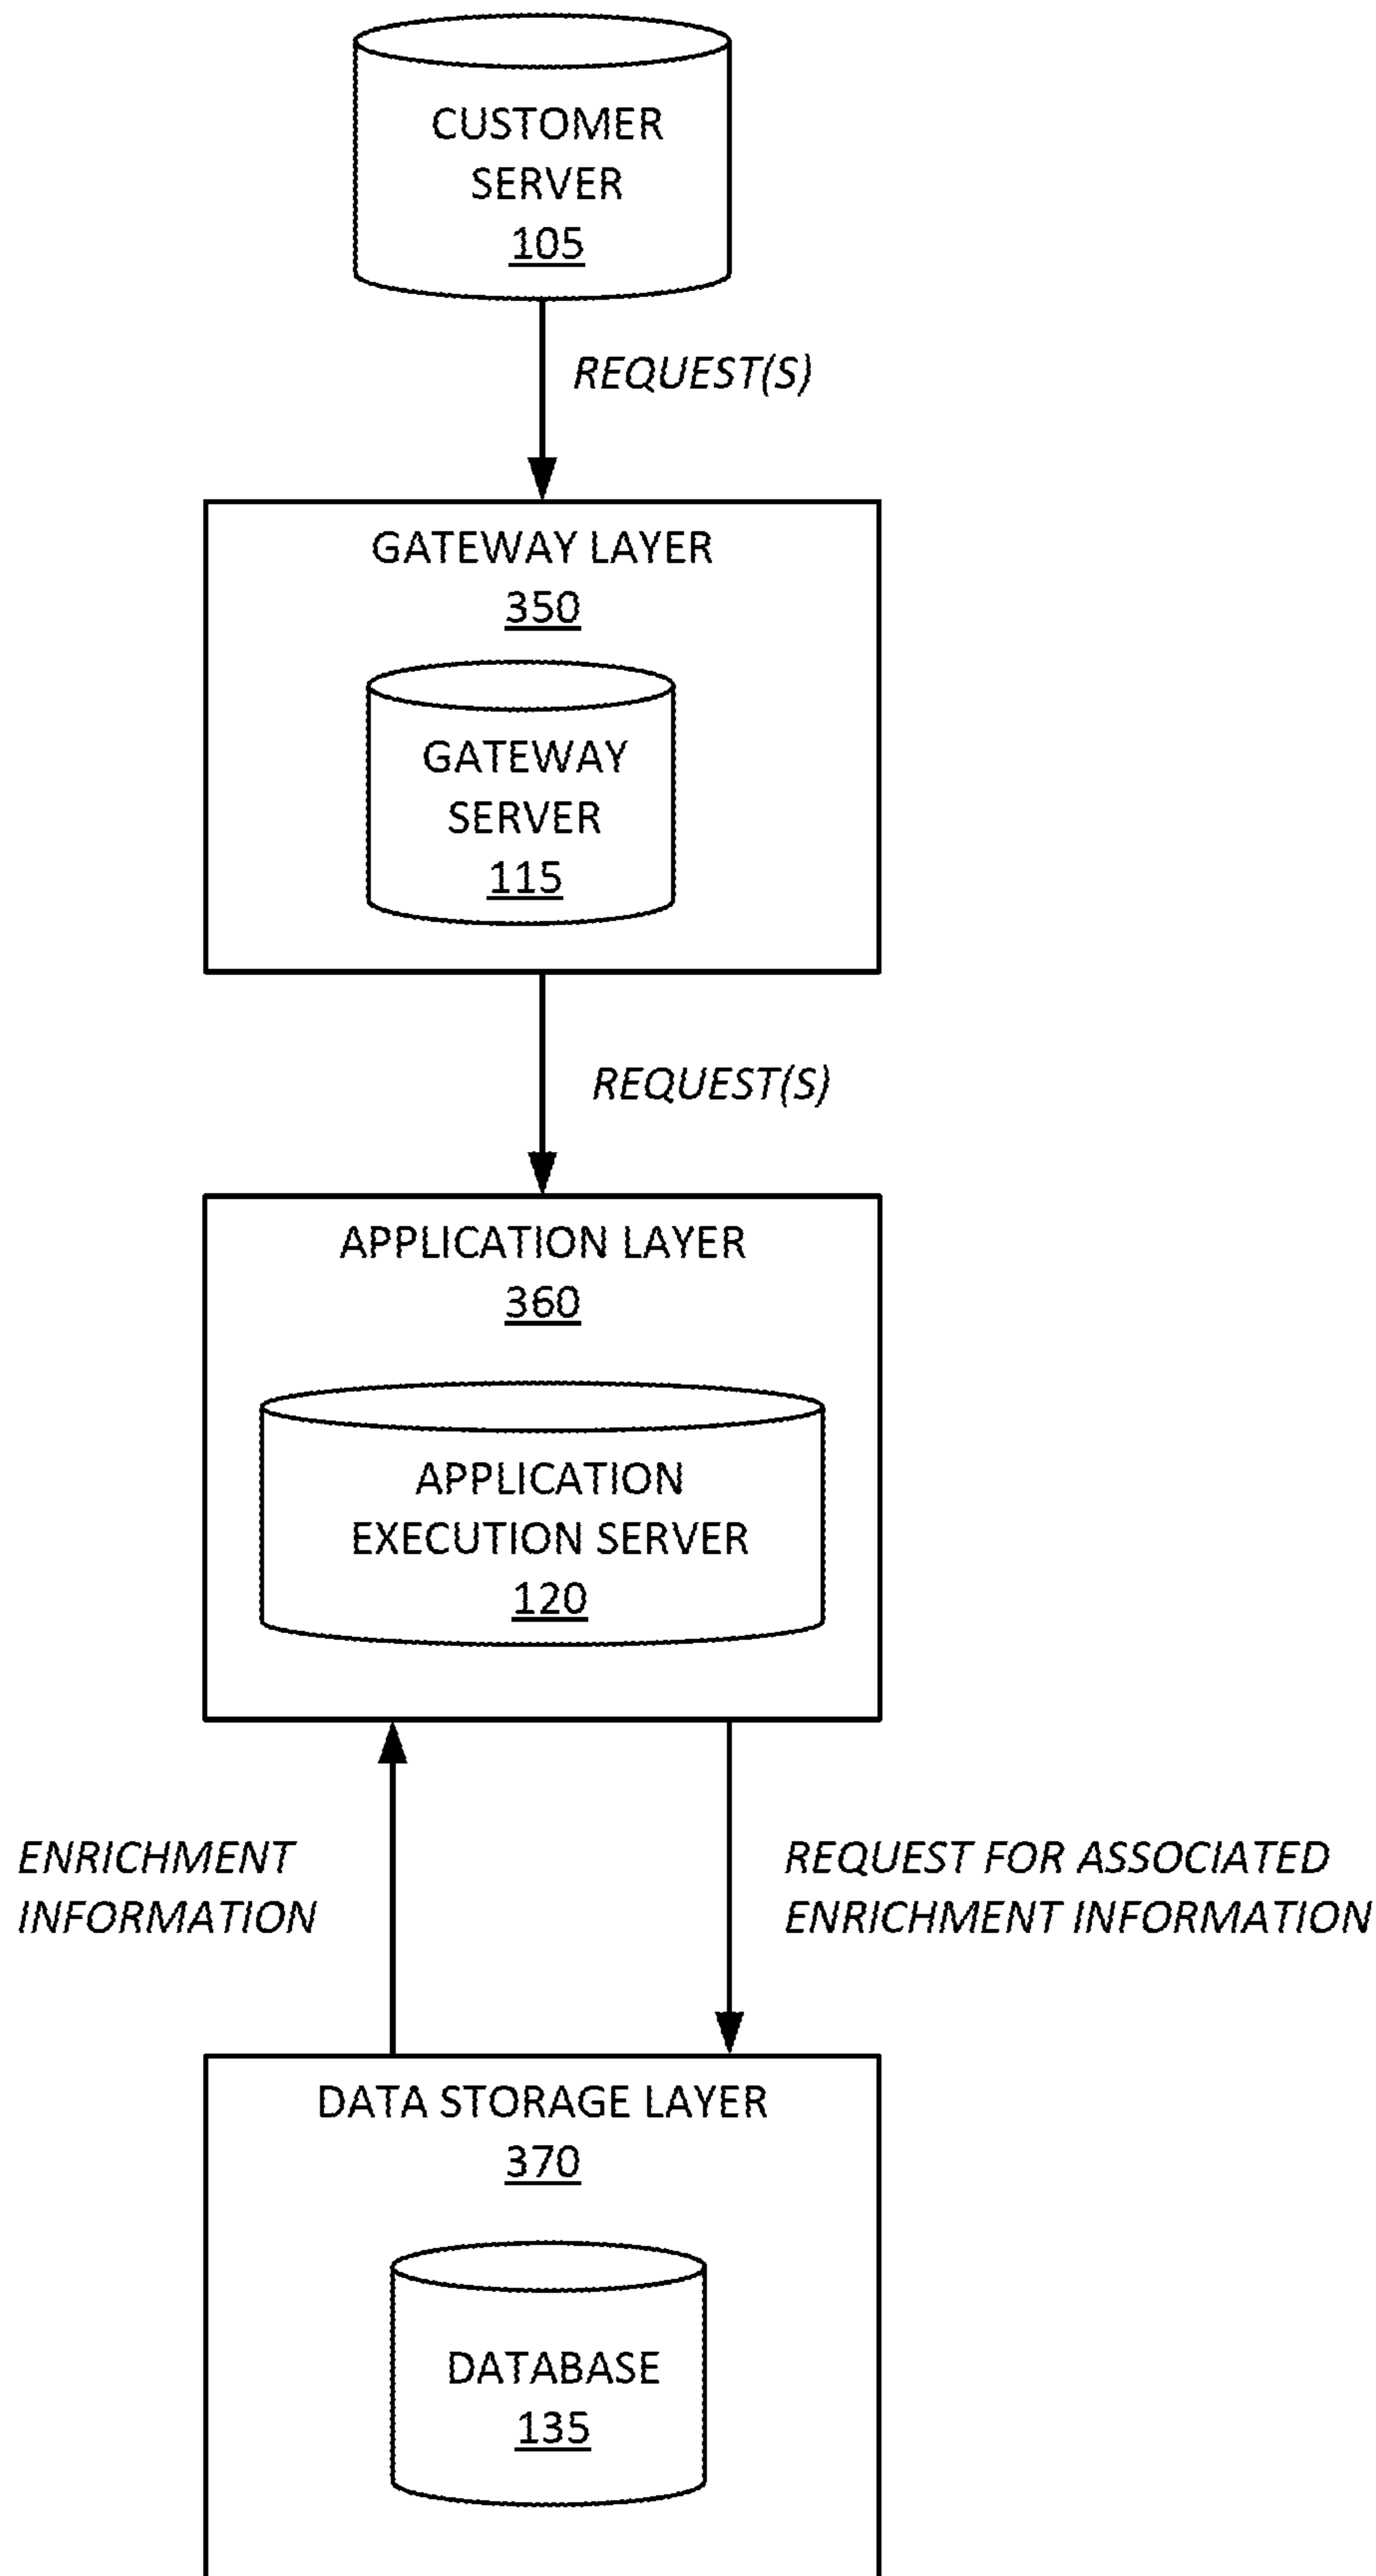 CUSTOMER
SERVER
105
REQUEST(S)
GATEWAY LAYER
350
GATEWAY
SERVER
115
REQUEST(S)
APPLICATION LAYER
360
APPLICATION
EXECUTION SERVER
120
ENRICHMENT
INFORMATION
REQUEST FOR ASSOCIATED
ENRICHMENT INFORMATION
DATA STORAGE LAYER
370
DATABASE
135